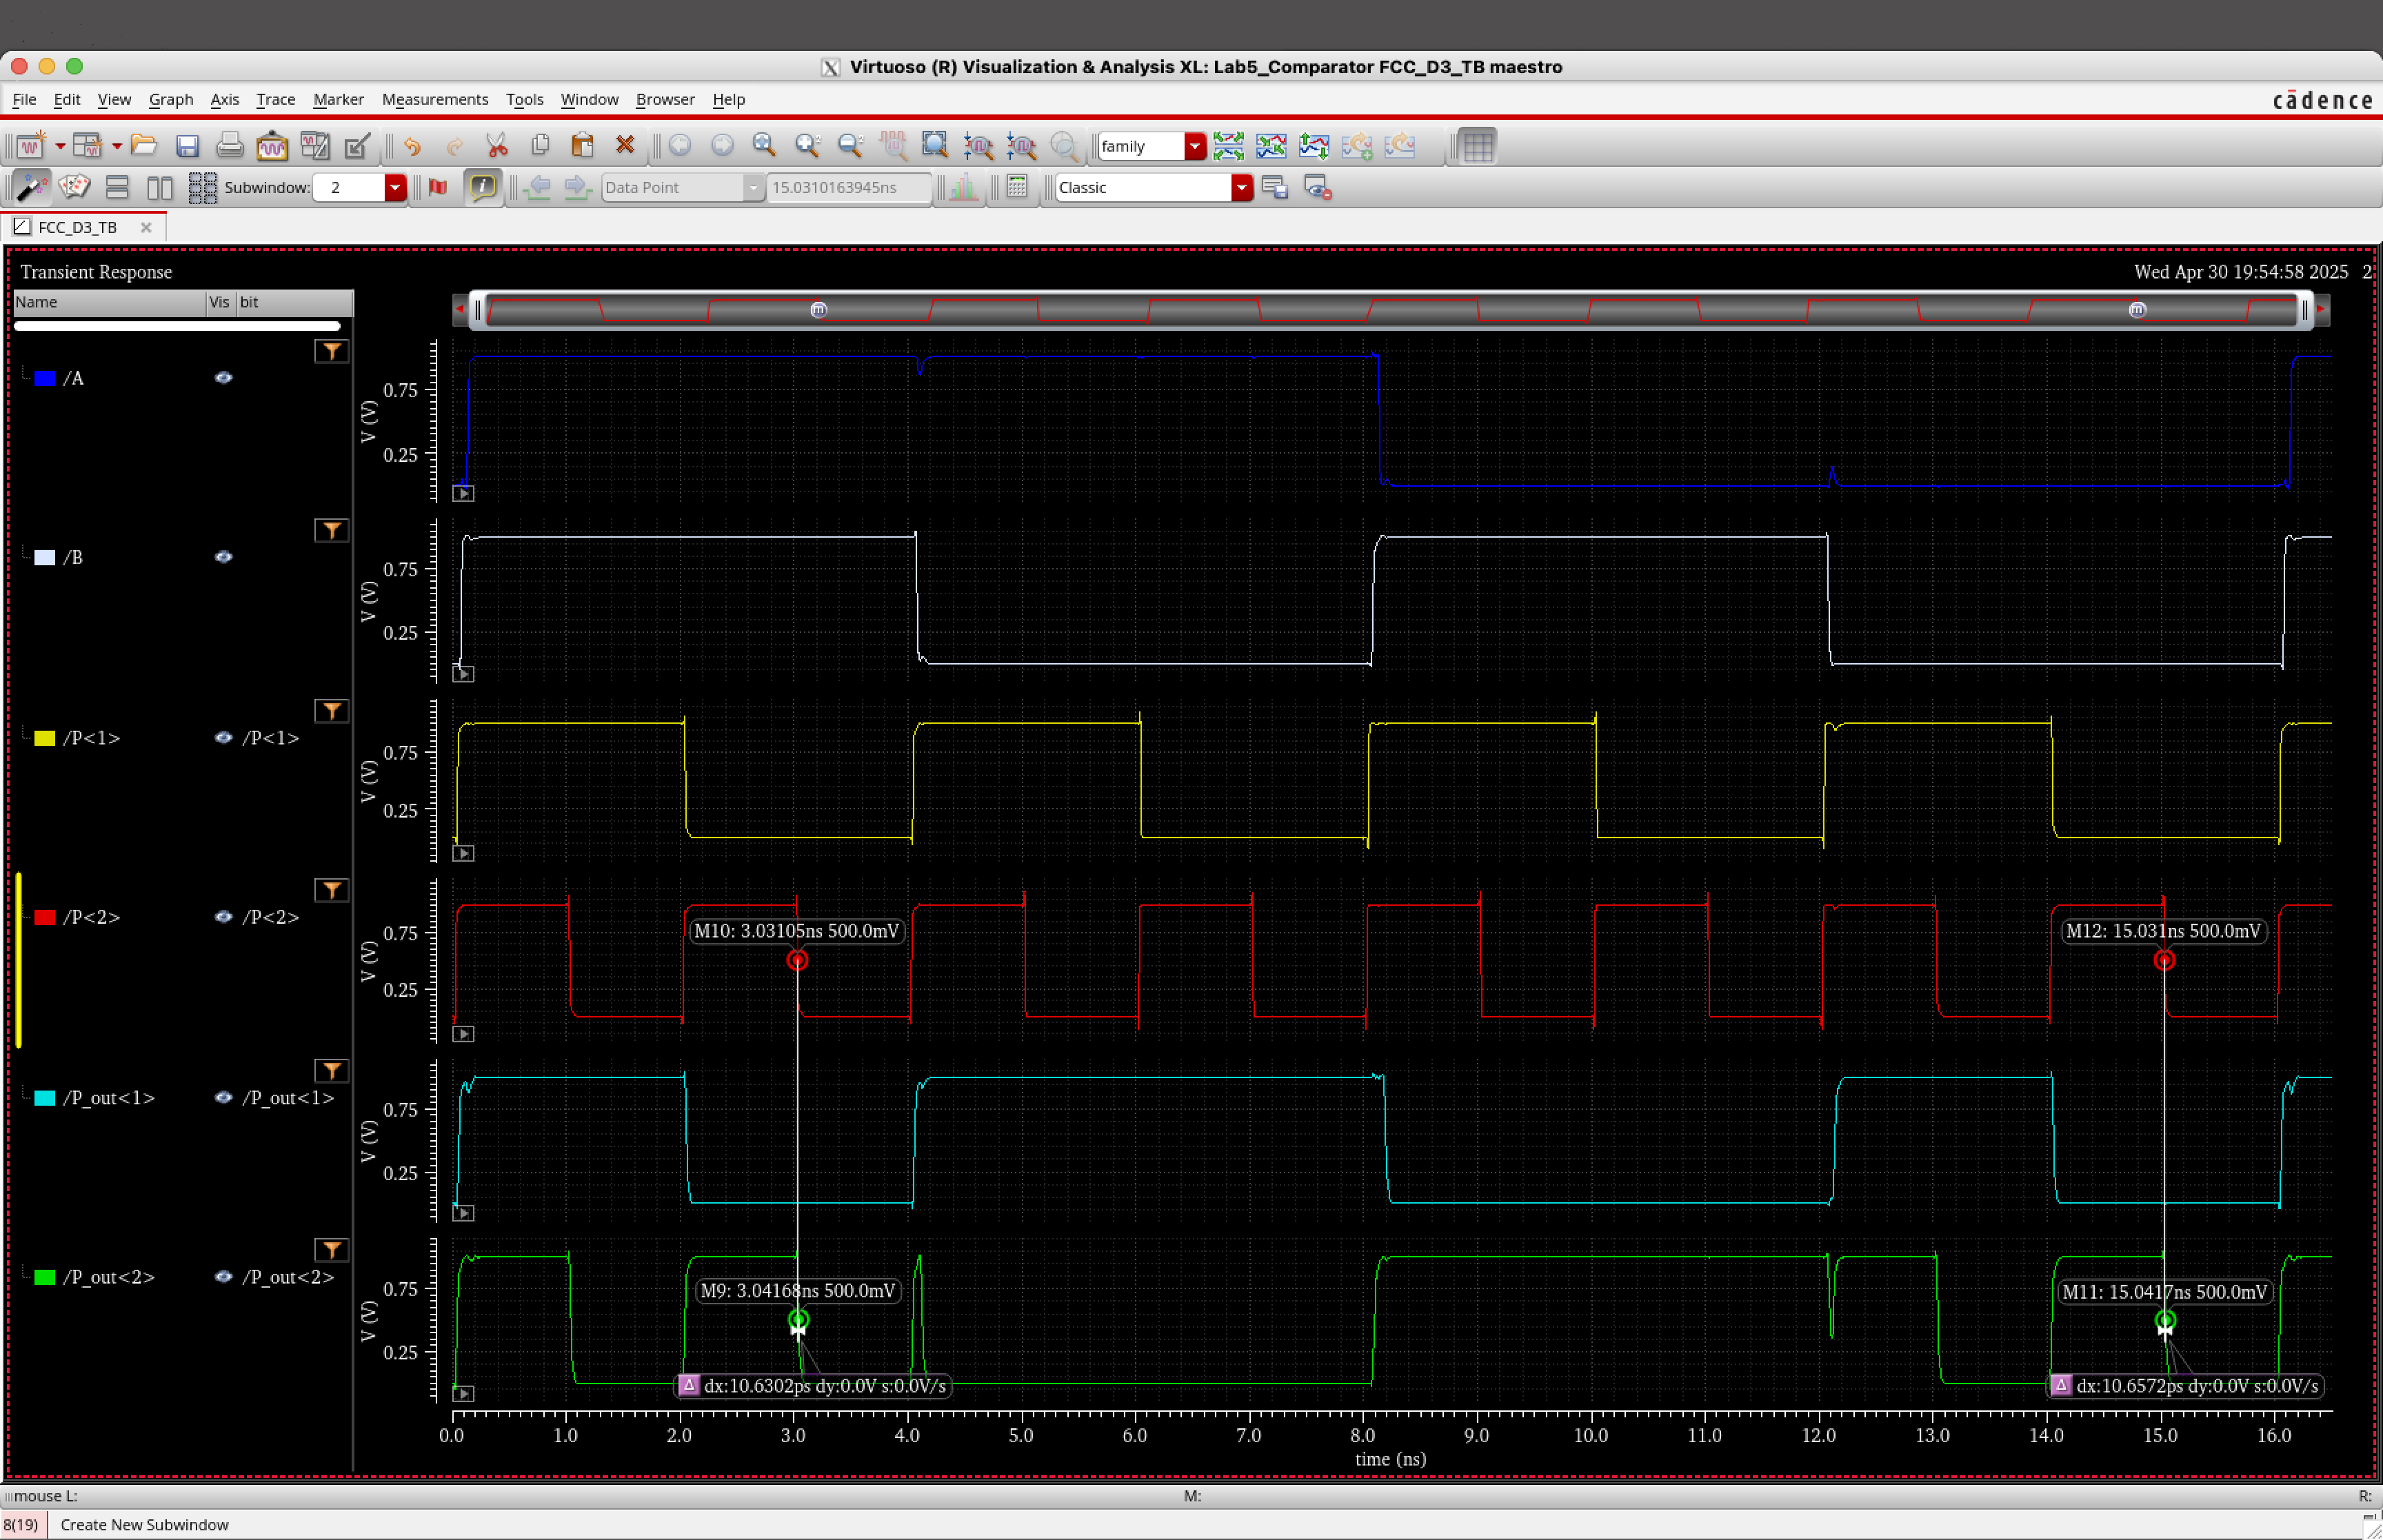 Virtuoso (R) Visualization & Analysis XL: Lab5_Comparator FCC_D3_TB maestro
File Edit View Graph Axis Trace Marker Measurements Tools Window Browser Help
cādence
family
Subwindow: 2 Data Point 15.0310163945ns Classic
FCC_D3_TB
Transient Response
Wed Apr 30 19:54:58 2025 2
Name Vis bit
/A
V (V)
0.75
0.25
/B
V (V)
0.75
0.25
/P<1> /P<1>
V (V)
0.75
0.25
/P<2> /P<2>
V (V)
0.75
0.25
M10: 3.03105ns 500.0mV
M12: 15.031ns 500.0mV
/P_out<1> /P_out<1>
V (V)
0.75
0.25
/P_out<2> /P_out<2>
V (V)
0.75
0.25
M9: 3.04168ns 500.0mV
M11: 15.0417ns 500.0mV
dx:10.6302ps dy:0.0V s:0.0V/s
dx:10.6572ps dy:0.0V s:0.0V/s
0.0 1.0 2.0 3.0 4.0 5.0 6.0 7.0 8.0 9.0 10.0 11.0 12.0 13.0 14.0 15.0 16.0
time (ns)
mouse L: M: R:
8(19) Create New Subwindow